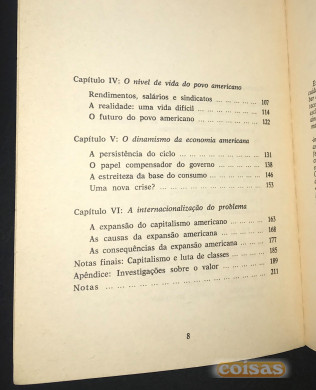 Capítulo IV: O nível de vida do povo americano
Rendimentos, salários e sindicatos ... ... ... ... ... 107
A realidade: uma vida difícil ... ... ... ... ... ... 114
O futuro do povo americano ... ... ... ... ... ... 122
Capítulo V: O dinamismo da economia americana
A persistência do ciclo ... ... ... ... ... ... ... 131
O papel compensador do governo ... ... ... ... ... 138
A estreiteza da base do consumo ... ... ... ... ... 146
Uma nova crise? ... ... ... ... ... ... ... ... 153
Capítulo VI: A internacionalização do problema
A expansão do capitalismo americano ... ... ... ... 163
As causas da expansão americana ... ... ... ... ... 168
As consequências da expansão americana ... ... ... 177
Notas finais: Capitalismo e luta de classes ... ... ... 185
Apêndice: Investigações sobre o valor ... ... ... ... 189
Notas ... ... ... ... ... ... ... ... ... ... 211
8
coisas